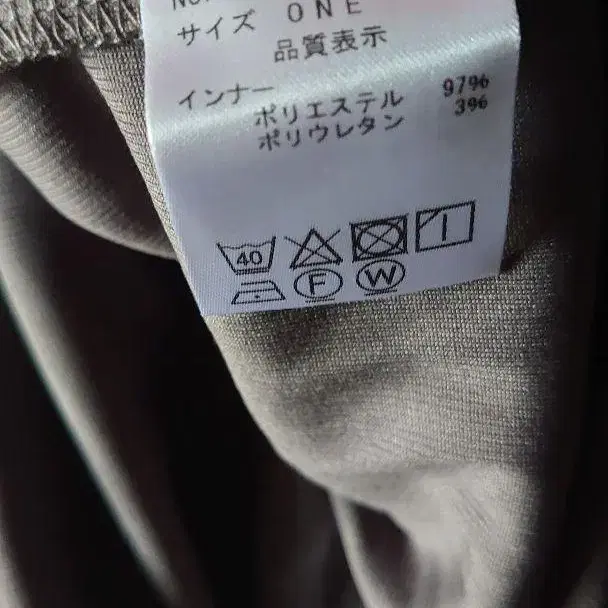 サイズ ONE
品質表示
インナー
ポリエステル 97%
ポリウレタン 3%
40
F W